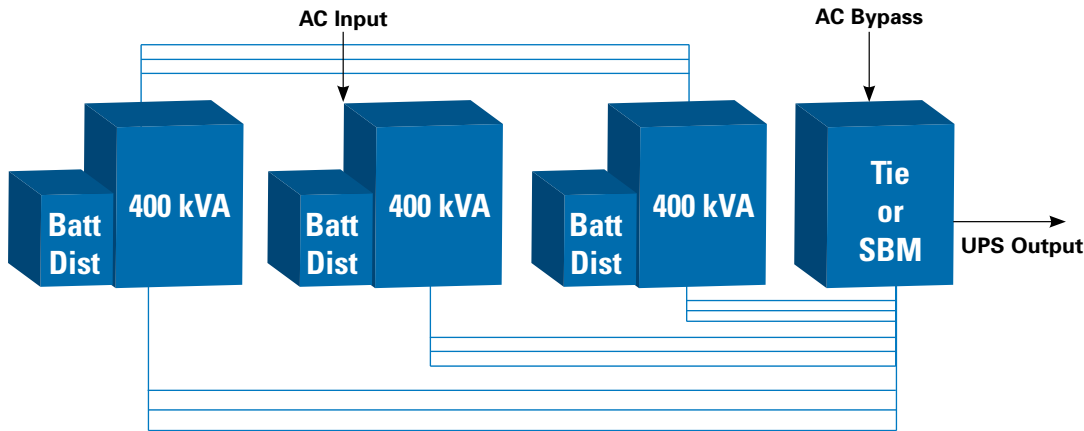 AC Input
AC Bypass
400 kVA
Batt
Dist
400 kVA
Batt
Dist
400 kVA
Batt
Dist
Tie
or
SBM
UPS Output